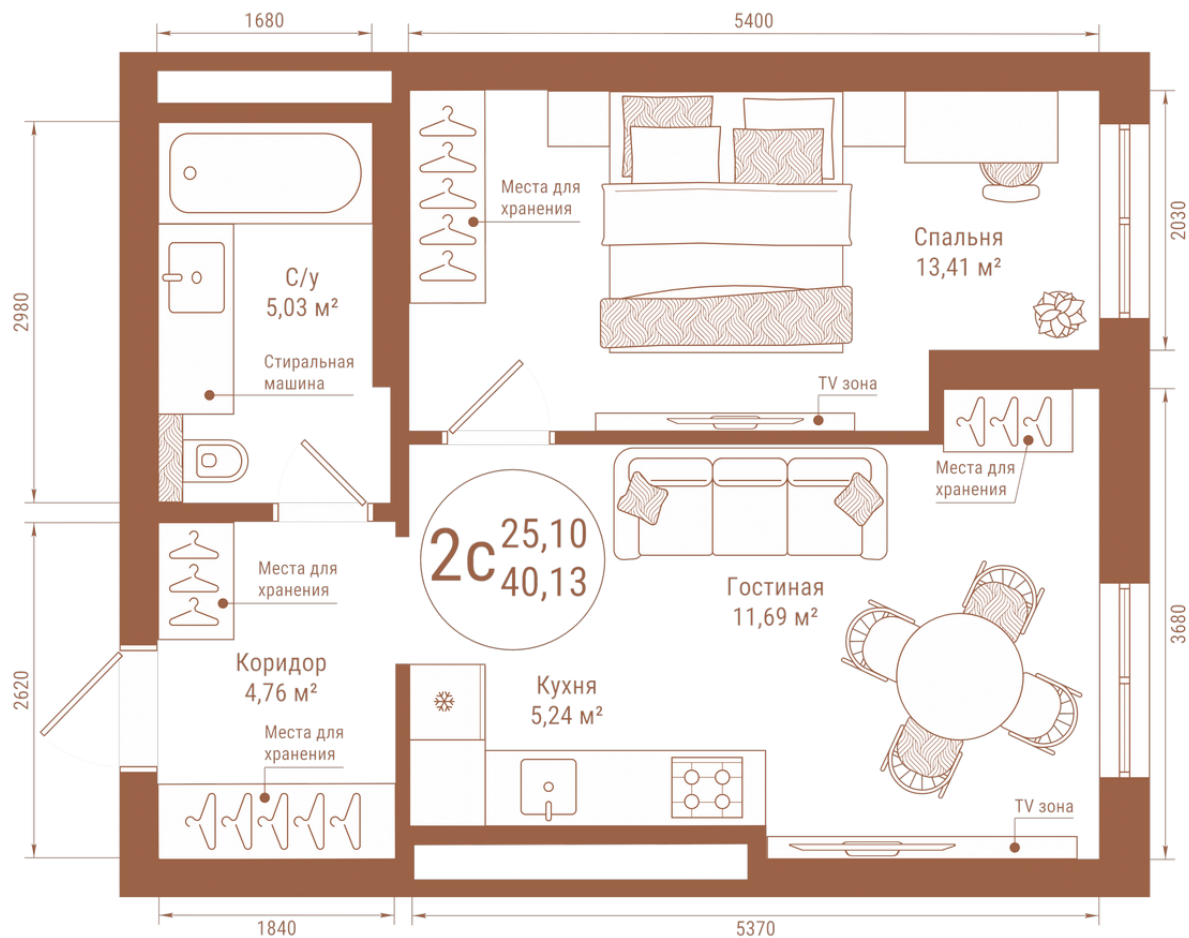 1680
5400
Места для
хранения
Спальня
13,41 м²
2030
С/у
5,03 м²
2980
Стиральная
машина
TV зона
Места для
хранения
2с
25,10
40,13
Места для
хранения
Гостиная
11,69 м²
3680
Коридор
4,76 м²
2620
Кухня
5,24 м²
Места для
хранения
TV зона
1840
5370